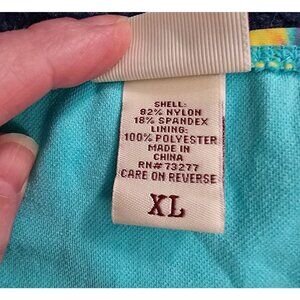 SHELL:
82% NYLON
18% SPANDEX
LINING:
100% POLYESTER
MADE IN
CHINA
RN#73277
CARE ON REVERSE
XL